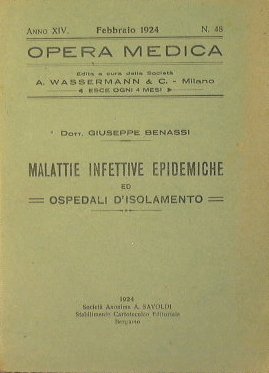 ANNO XIV. Febbraio 1924 N. 48
OPERA MEDICA
Edita a cura della Società
A. WASSERMANN & C. - Milano
ESCE OGNI 4 MESI
Dott. GIUSEPPE BENASSI
MALATTIE INFETTIVE EPIDEMICHE
ED
OSPEDALI D'ISOLAMENTO
1924
Società Anonima A. SAVOLDI
Stabilimento Cartotecnico Editoriale
Bergamo